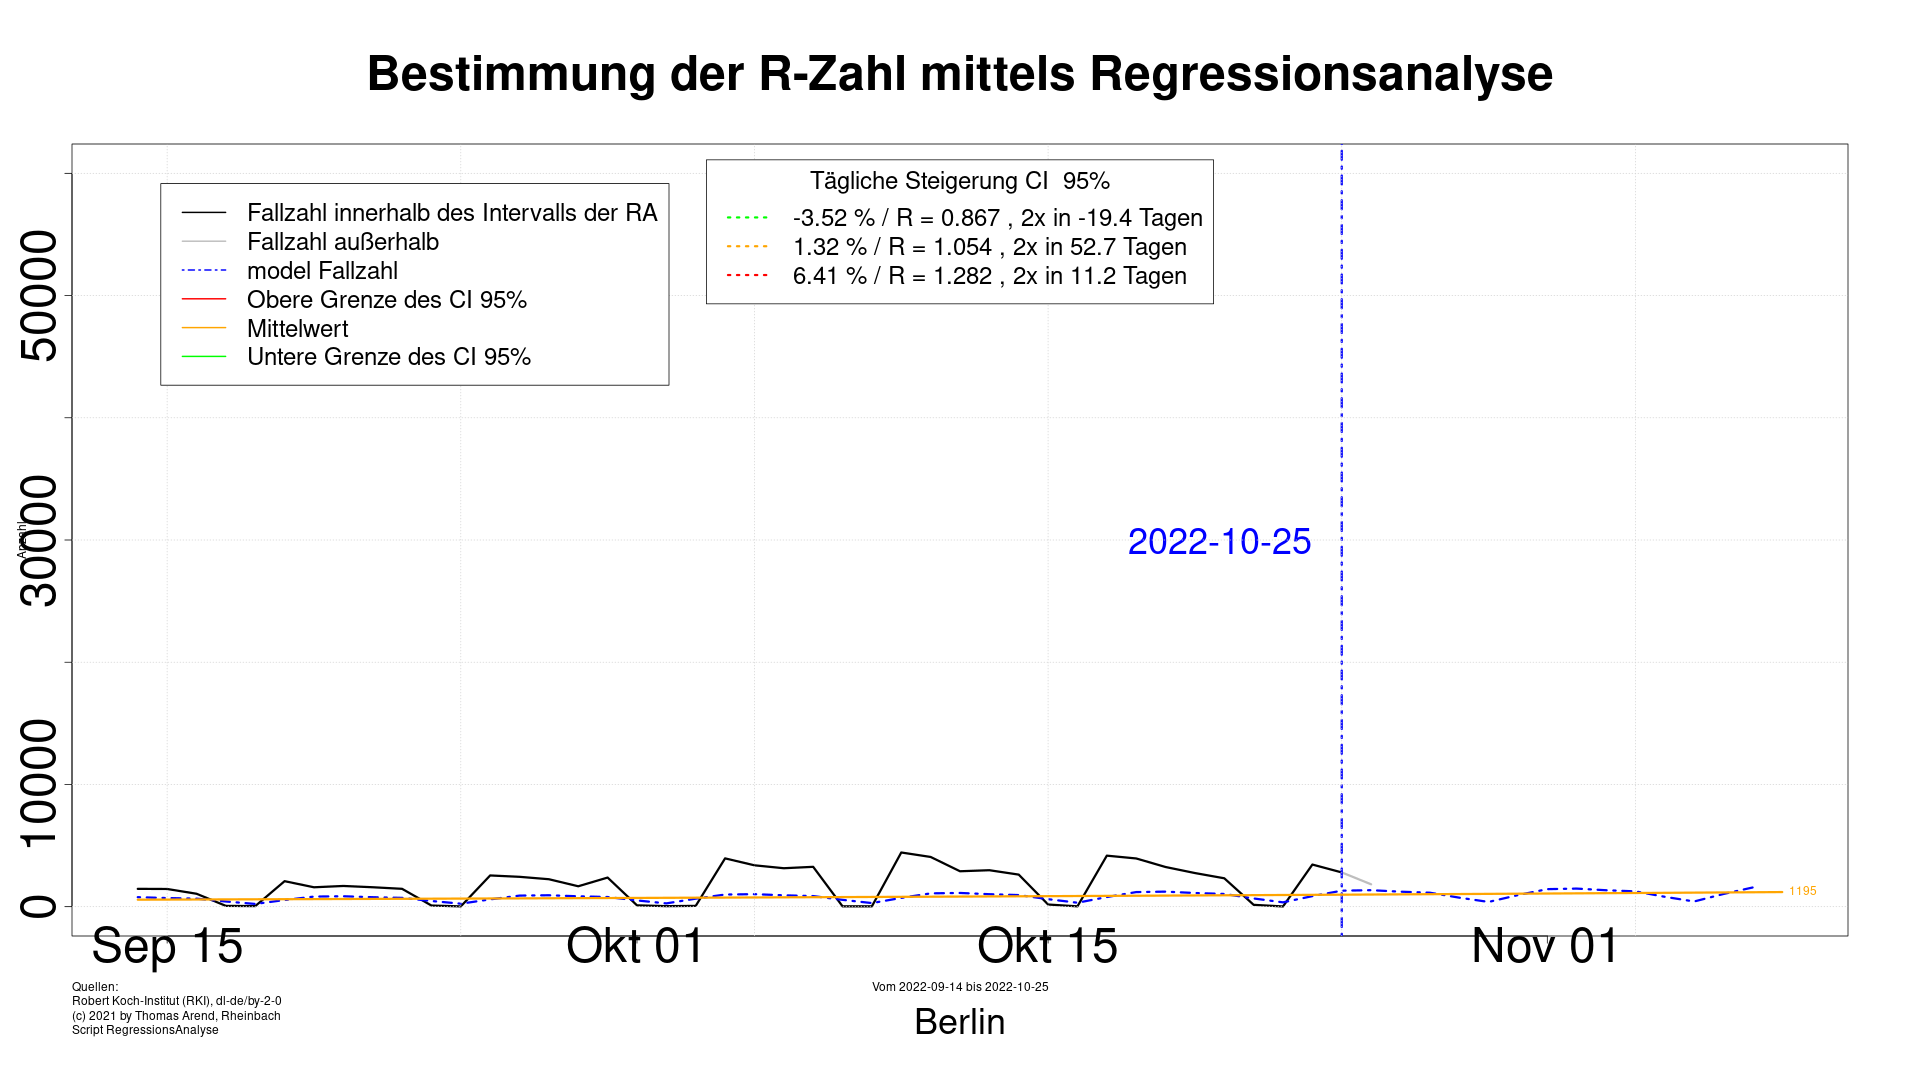 Bestimmung der R-Zahl mittels Regressionsanalyse
Fallzahl innerhalb des Intervalls der RA
Fallzahl außerhalb
model Fallzahl
Obere Grenze des CI 95%
Mittelwert
Untere Grenze des CI 95%
Tägliche Steigerung CI  95%
-3.52 % / R = 0.867 , 2x in -19.4 Tagen
1.32 % / R = 1.054 , 2x in 52.7 Tagen
6.41 % / R = 1.282 , 2x in 11.2 Tagen
50000
30000
10000
0
Anzahl
2022-10-25
1195
Sep 15
Okt 01
Okt 15
Nov 01
Quellen:
Robert Koch-Institut (RKI), dl-de/by-2-0
(c) 2021 by Thomas Arend, Rheinbach
Script RegressionsAnalyse
Vom 2022-09-14 bis 2022-10-25
Berlin